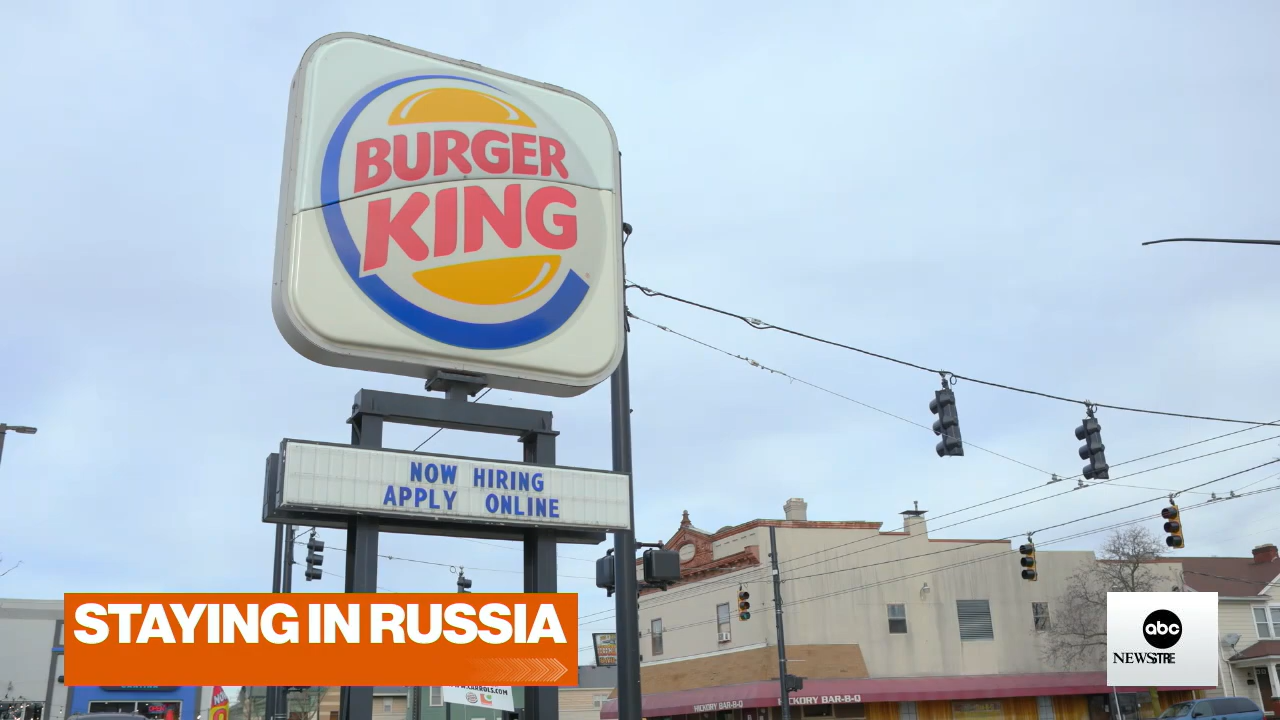 BURGER
KING
NOW HIRING
APPLY ONLINE
STAYING IN RUSSIA
HICKORY BAR-B-Q
HICKORY BAR-B-Q
abc
NEWS